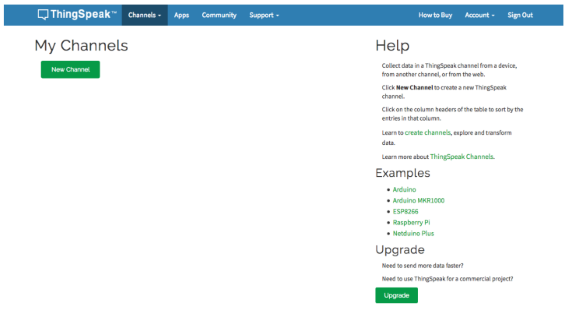 ThingSpeak™ Channels Apps Community Support How to Buy Account Sign Out
My Channels
New Channel
Help
Collect data in a ThingSpeak channel from a device,
from another channel, or from the web.
Click New Channel to create a new ThingSpeak
channel.
Click on the column headers of the table to sort by the
entries in that column.
Learn to create channels, explore and transform
data.
Learn more about ThingSpeak Channels.
Examples
Arduino
Arduino MKR1000
ESP8266
Raspberry Pi
Netduino Plus
Upgrade
Need to send more data faster?
Need to use ThingSpeak for a commercial project?
Upgrade